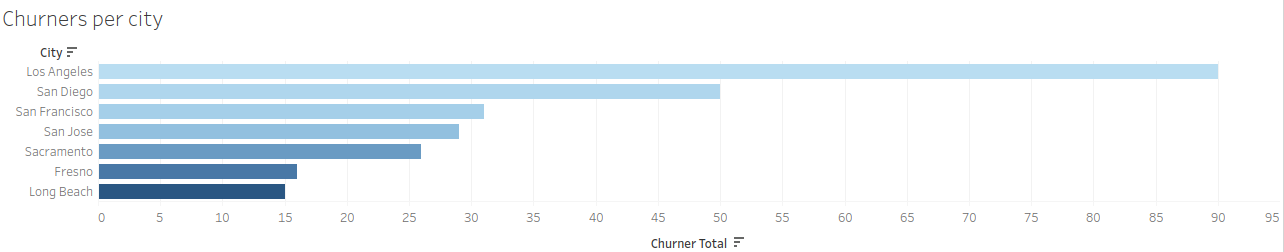 Churners per city
City
Los Angeles
San Diego
San Francisco
San Jose
Sacramento
Fresno
Long Beach
0 5 10 15 20 25 30 35 40 45 50 55 60 65 70 75 80 85 90 95
Churner Total